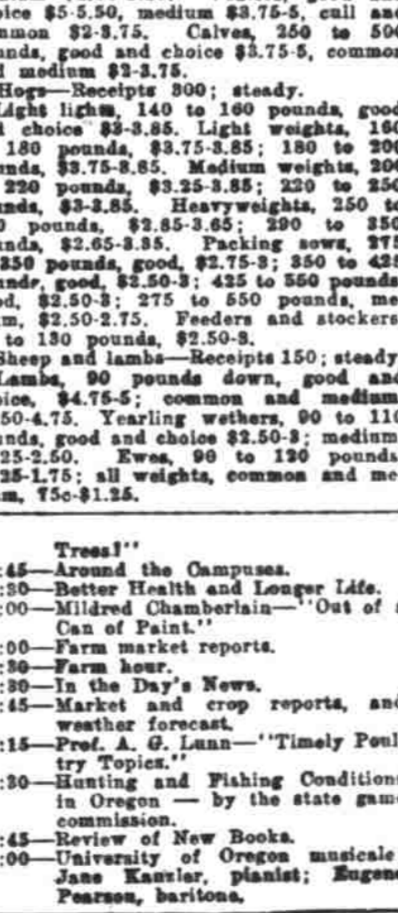 oice $5-5.50, medium $3.75-5, cull and
mmon $2-3.75. Calves, 250 to 500
unds, good and choice $3.75-5, common
d medium $2-3.75.
Hogs—Receipts 300; steady.
Light lights, 140 to 160 pounds, good
d choice $3-3.85. Light weights, 160
180 pounds, $3.75-3.85; 180 to 200
unds, $3.75-3.85. Medium weights, 200
220 pounds, $3.25-3.85; 220 to 250
unds, $3-3.85. Heavyweights, 250 to
0 pounds, $2.85-3.65; 290 to 350
unds, $2.65-3.35. Packing sows, 275
350 pounds, good, $2.75-3; 350 to 425
unds, good, $2.50-3; 425 to 550 pounds
od, $2.50-3; 275 to 550 pounds, me
um, $2.50-2.75. Feeders and stockers
to 130 pounds, $2.50-3.
Sheep and lambs—Receipts 150; steady
Lambs, 90 pounds down, good and
oice, $4.75-5; common and medium
50-4.75. Yearling wethers, 90 to 110
unds, good and choice $2.50-3; medium
25-2.50. Ewes, 90 to 120 pounds
25-1.75; all weights, common and me
um, 75c-$1.25.
Trees!"
:45—Around the Campuses.
:30—Better Health and Longer Life.
:00—Mildred Chamberlain—"Out of a
Can of Paint."
:00—Farm market reports.
:30—Farm hour.
:30—In the Day's News.
:45—Market and crop reports, and
weather forecast.
:15—Prof. A. G. Lunn—"Timely Poul
try Topics."
:30—Hunting and Fishing Conditions
in Oregon — by the state game
commission.
:45—Review of New Books.
:00—University of Oregon musicale
Jane Kanzler, pianist; Eugene
Pearson, baritone.